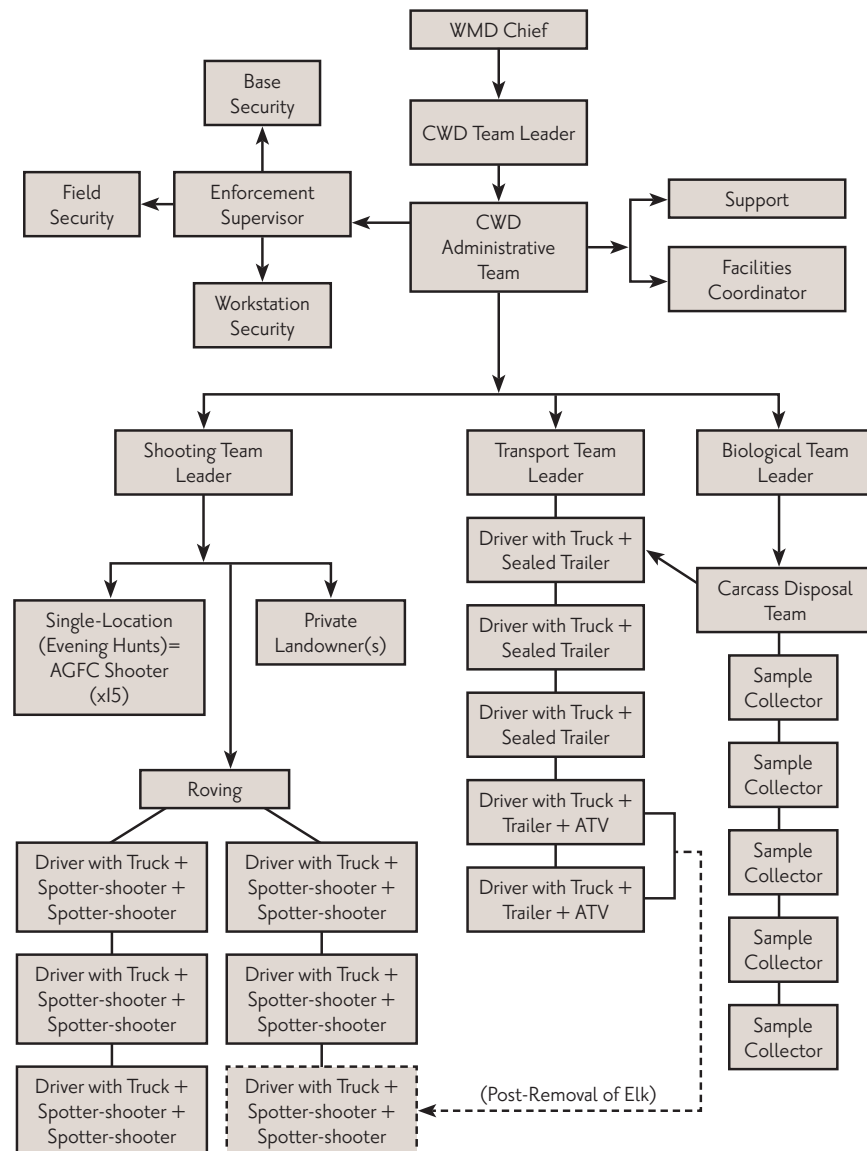 WMD Chief
Base
Security
CWD Team Leader
Field
Security
Enforcement
Supervisor
CWD
Administrative
Team
Support
Facilities
Coordinator
Workstation
Security
Shooting Team
Leader
Transport Team
Leader
Biological Team
Leader
Single-Location
(Evening Hunts)=
AGFC Shooter
(x15)
Private
Landowner(s)
Roving
Driver with Truck +
Spotter-shooter +
Spotter-shooter
Driver with Truck +
Spotter-shooter +
Spotter-shooter
Driver with Truck +
Spotter-shooter +
Spotter-shooter
Driver with Truck +
Spotter-shooter +
Spotter-shooter
Driver with Truck +
Spotter-shooter +
Spotter-shooter
Driver with Truck +
Spotter-shooter +
Spotter-shooter
Driver with Truck +
Sealed Trailer
Driver with Truck +
Sealed Trailer
Driver with Truck +
Sealed Trailer
Driver with Truck +
Trailer + ATV
Driver with Truck +
Trailer + ATV
(Post-Removal of Elk)
Carcass Disposal
Team
Sample
Collector
Sample
Collector
Sample
Collector
Sample
Collector
Sample
Collector